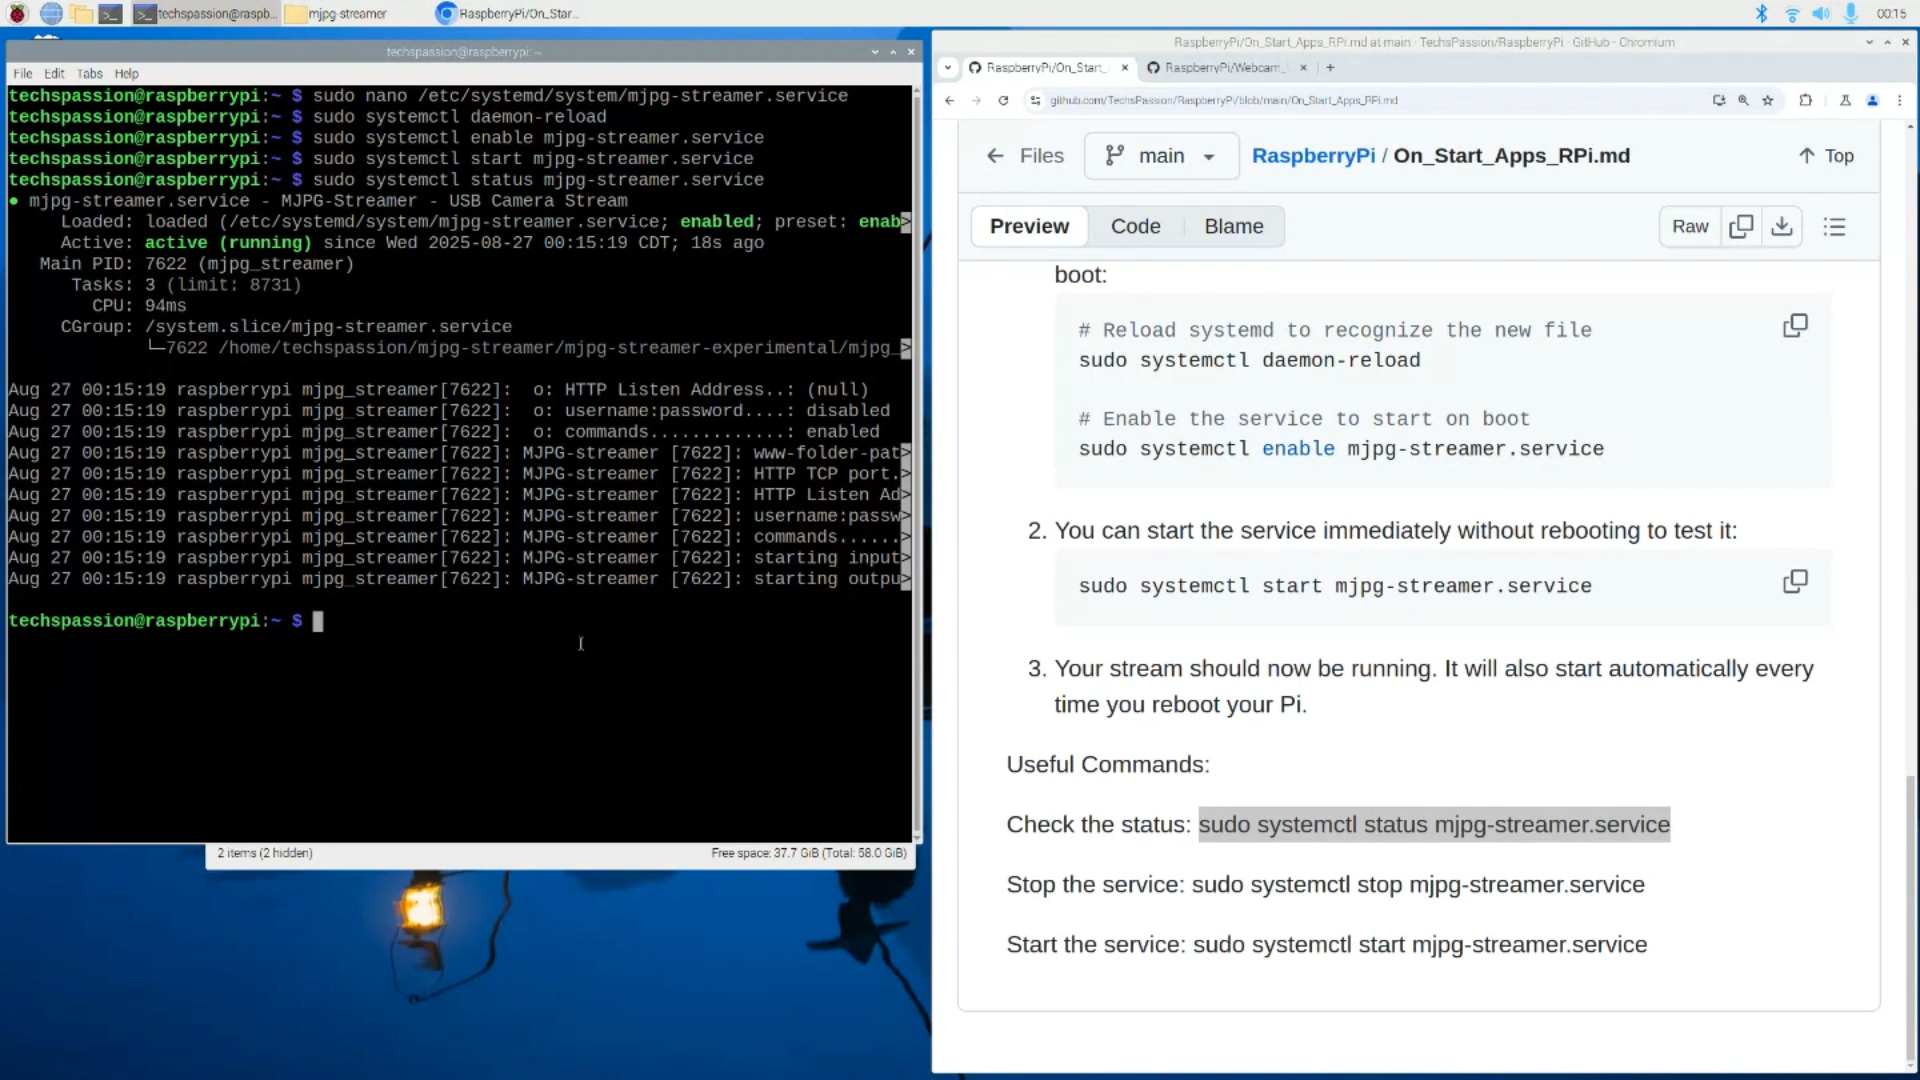 techspassion@raspb...
mjpg-streamer
RaspberryPi/On_Star...
00:15
techspassion@raspberrypi: ~
File Edit Tabs Help
techspassion@raspberrypi:~ $ sudo nano /etc/systemd/system/mjpg-streamer.service
techspassion@raspberrypi:~ $ sudo systemctl daemon-reload
techspassion@raspberrypi:~ $ sudo systemctl enable mjpg-streamer.service
techspassion@raspberrypi:~ $ sudo systemctl start mjpg-streamer.service
techspassion@raspberrypi:~ $ sudo systemctl status mjpg-streamer.service
● mjpg-streamer.service - MJPG-Streamer - USB Camera Stream
Loaded: loaded (/etc/systemd/system/mjpg-streamer.service; enabled; preset: enab>
Active: active (running) since Wed 2025-08-27 00:15:19 CDT; 18s ago
Main PID: 7622 (mjpg_streamer)
Tasks: 3 (limit: 8731)
CPU: 94ms
CGroup: /system.slice/mjpg-streamer.service
└─7622 /home/techspassion/mjpg-streamer/mjpg-streamer-experimental/mjpg_>
Aug 27 00:15:19 raspberrypi mjpg_streamer[7622]:  o: HTTP Listen Address..: (null)
Aug 27 00:15:19 raspberrypi mjpg_streamer[7622]:  o: username:password....: disabled
Aug 27 00:15:19 raspberrypi mjpg_streamer[7622]:  o: commands.............: enabled
Aug 27 00:15:19 raspberrypi mjpg_streamer[7622]: MJPG-streamer [7622]: www-folder-pat>
Aug 27 00:15:19 raspberrypi mjpg_streamer[7622]: MJPG-streamer [7622]: HTTP TCP port.>
Aug 27 00:15:19 raspberrypi mjpg_streamer[7622]: MJPG-streamer [7622]: HTTP Listen Ad>
Aug 27 00:15:19 raspberrypi mjpg_streamer[7622]: MJPG-streamer [7622]: username:passw>
Aug 27 00:15:19 raspberrypi mjpg_streamer[7622]: MJPG-streamer [7622]: commands......>
Aug 27 00:15:19 raspberrypi mjpg_streamer[7622]: MJPG-streamer [7622]: starting input>
Aug 27 00:15:19 raspberrypi mjpg_streamer[7622]: MJPG-streamer [7622]: starting outpu>
techspassion@raspberrypi:~ $
2 items (2 hidden)
Free space: 37.7 GiB (Total: 58.0 GiB)
RaspberryPi/On_Start_Apps_RPi.md at main · TechsPassion/RaspberryPi · GitHub - Chromium
RaspberryPi/On_Start_
RaspberryPi/Webcam_
github.com/TechsPassion/RaspberryPi/blob/main/On_Start_Apps_RPi.md
Files
main
RaspberryPi / On_Start_Apps_RPi.md
Top
Preview Code Blame
Raw
boot:
# Reload systemd to recognize the new file
sudo systemctl daemon-reload
# Enable the service to start on boot
sudo systemctl enable mjpg-streamer.service
2. You can start the service immediately without rebooting to test it:
sudo systemctl start mjpg-streamer.service
3. Your stream should now be running. It will also start automatically every
time you reboot your Pi.
Useful Commands:
Check the status: sudo systemctl status mjpg-streamer.service
Stop the service: sudo systemctl stop mjpg-streamer.service
Start the service: sudo systemctl start mjpg-streamer.service